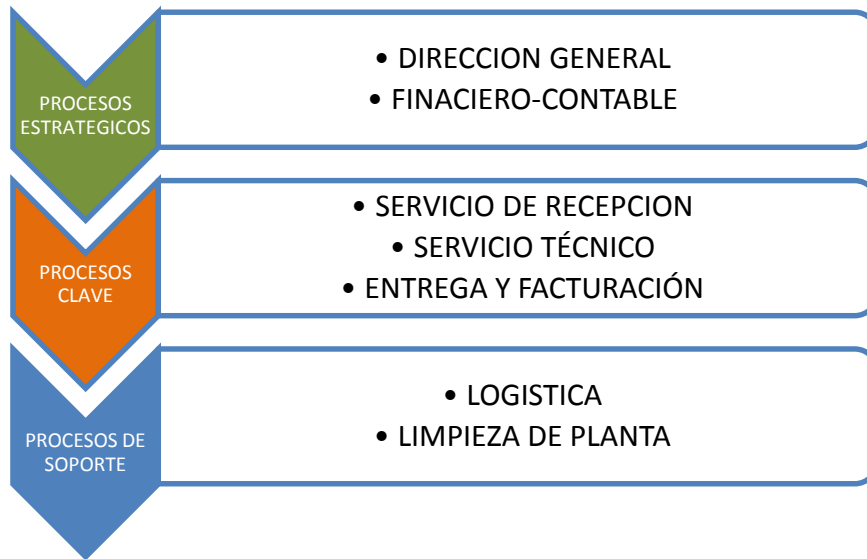 PROCESOS
ESTRATEGICOS
• DIRECCION GENERAL
• FINACIERO-CONTABLE
PROCESOS
CLAVE
• SERVICIO DE RECEPCION
• SERVICIO TÉCNICO
• ENTREGA Y FACTURACIÓN
PROCESOS DE
SOPORTE
• LOGISTICA
• LIMPIEZA DE PLANTA